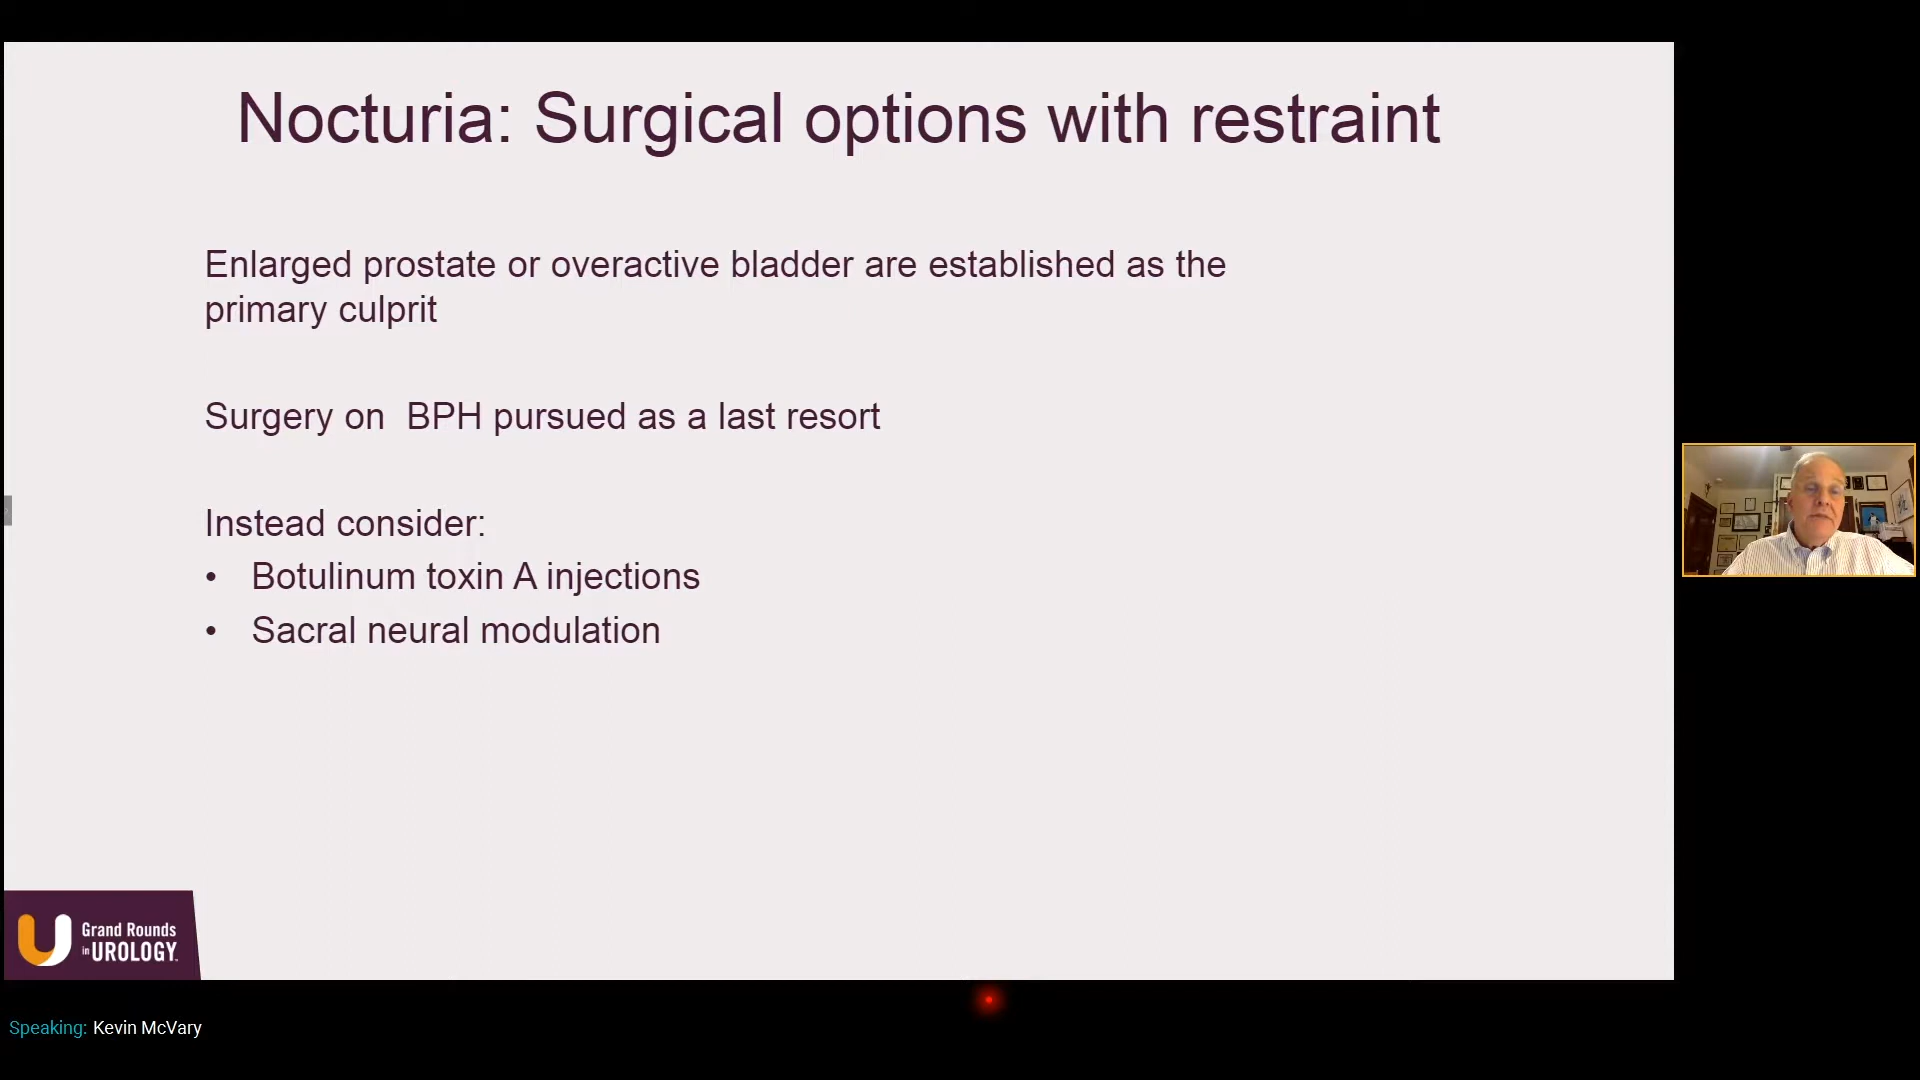 Nocturia: Surgical options with restraint
Enlarged prostate or overactive bladder are established as the
primary culprit
Surgery on  BPH pursued as a last resort
Instead consider:
• Botulinum toxin A injections
• Sacral neural modulation
Grand Rounds
in UROLOGY
Speaking: Kevin McVary